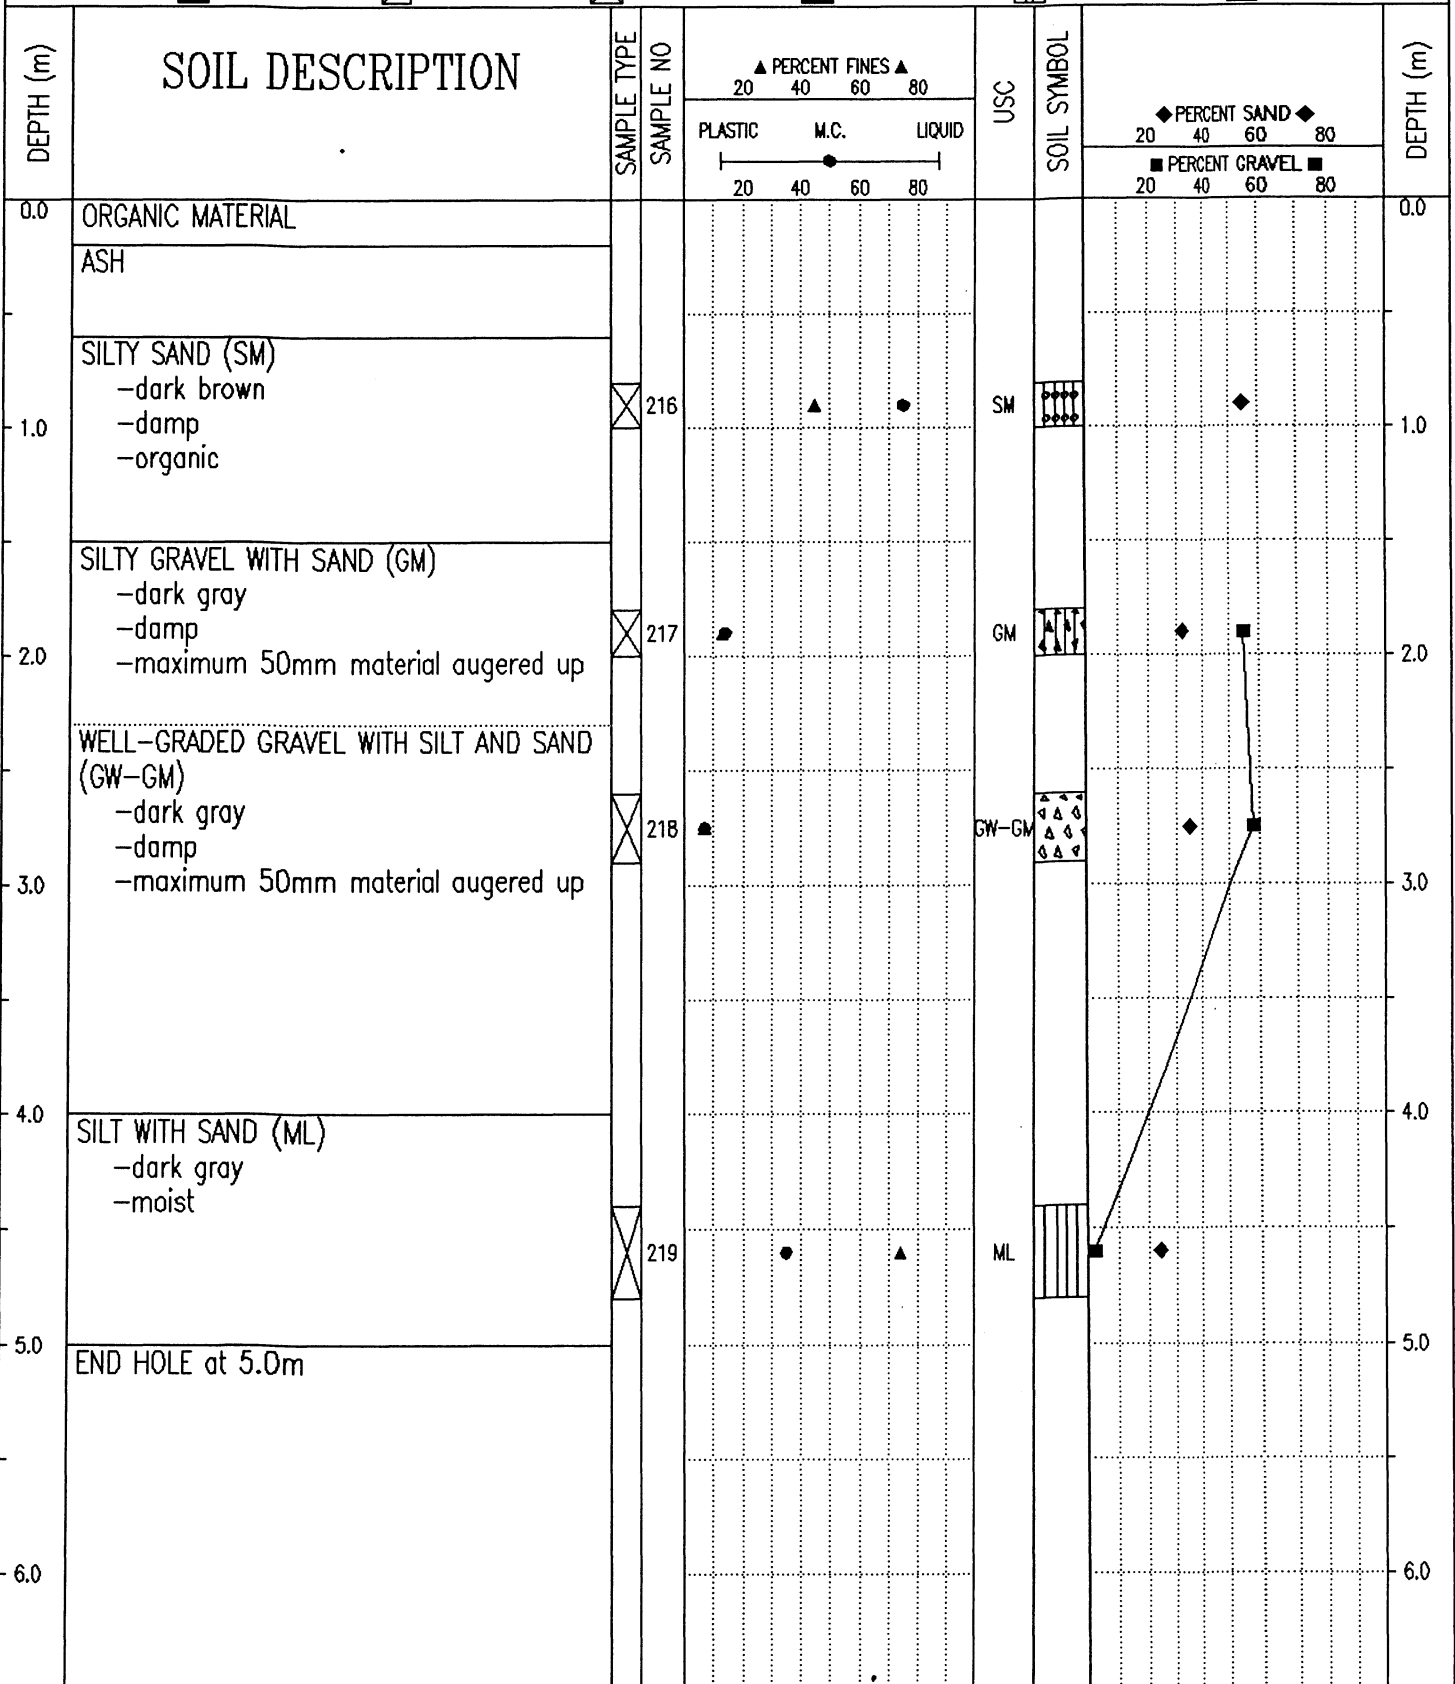 DEPTH (m)
SOIL DESCRIPTION
SAMPLE TYPE
SAMPLE NO
▲ PERCENT FINES ▲
20 40 60 80
PLASTIC M.C. LIQUID
20 40 60 80
USC
SOIL SYMBOL
◆ PERCENT SAND ◆
20 40 60 80
■ PERCENT GRAVEL ■
20 40 60 80
DEPTH (m)
0.0 ORGANIC MATERIAL 0.0
ASH
SILTY SAND (SM)
-dark brown 216 SM
1.0 -damp 1.0
-organic
SILTY GRAVEL WITH SAND (GM)
-dark gray
-damp 217 GM
2.0 -maximum 50mm material augered up 2.0
WELL-GRADED GRAVEL WITH SILT AND SAND
(GW-GM)
-dark gray 218 GW-GM
-damp
3.0 -maximum 50mm material augered up 3.0
4.0 4.0
SILT WITH SAND (ML)
-dark gray
-moist
219 ML
5.0 5.0
END HOLE at 5.0m
6.0 6.0